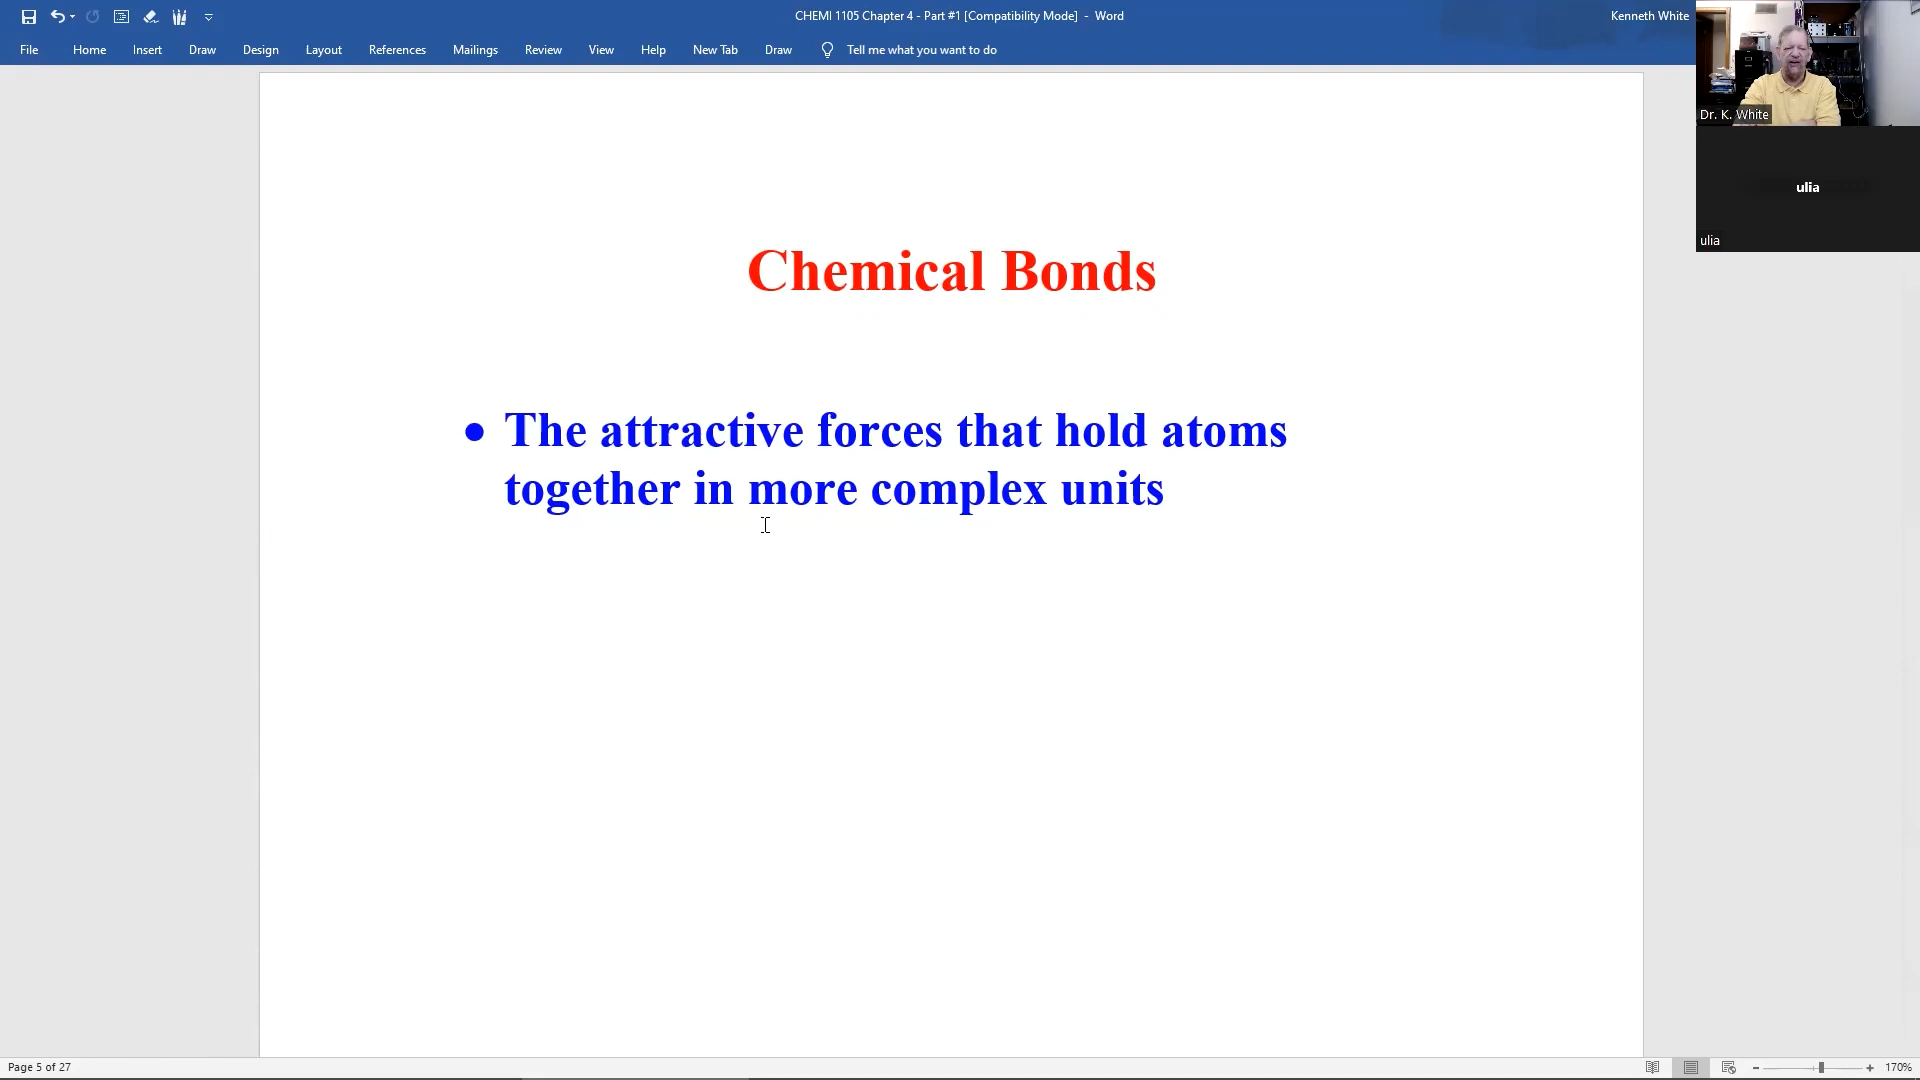 CHEMI 1105 Chapter 4 - Part #1 [Compatibility Mode] - Word
Kenneth White
File Home Insert Draw Design Layout References Mailings Review View Help New Tab Draw Tell me what you want to do
Dr. K. White
ulia
ulia
Chemical Bonds
• The attractive forces that hold atoms
together in more complex units
Page 5 of 27
170%